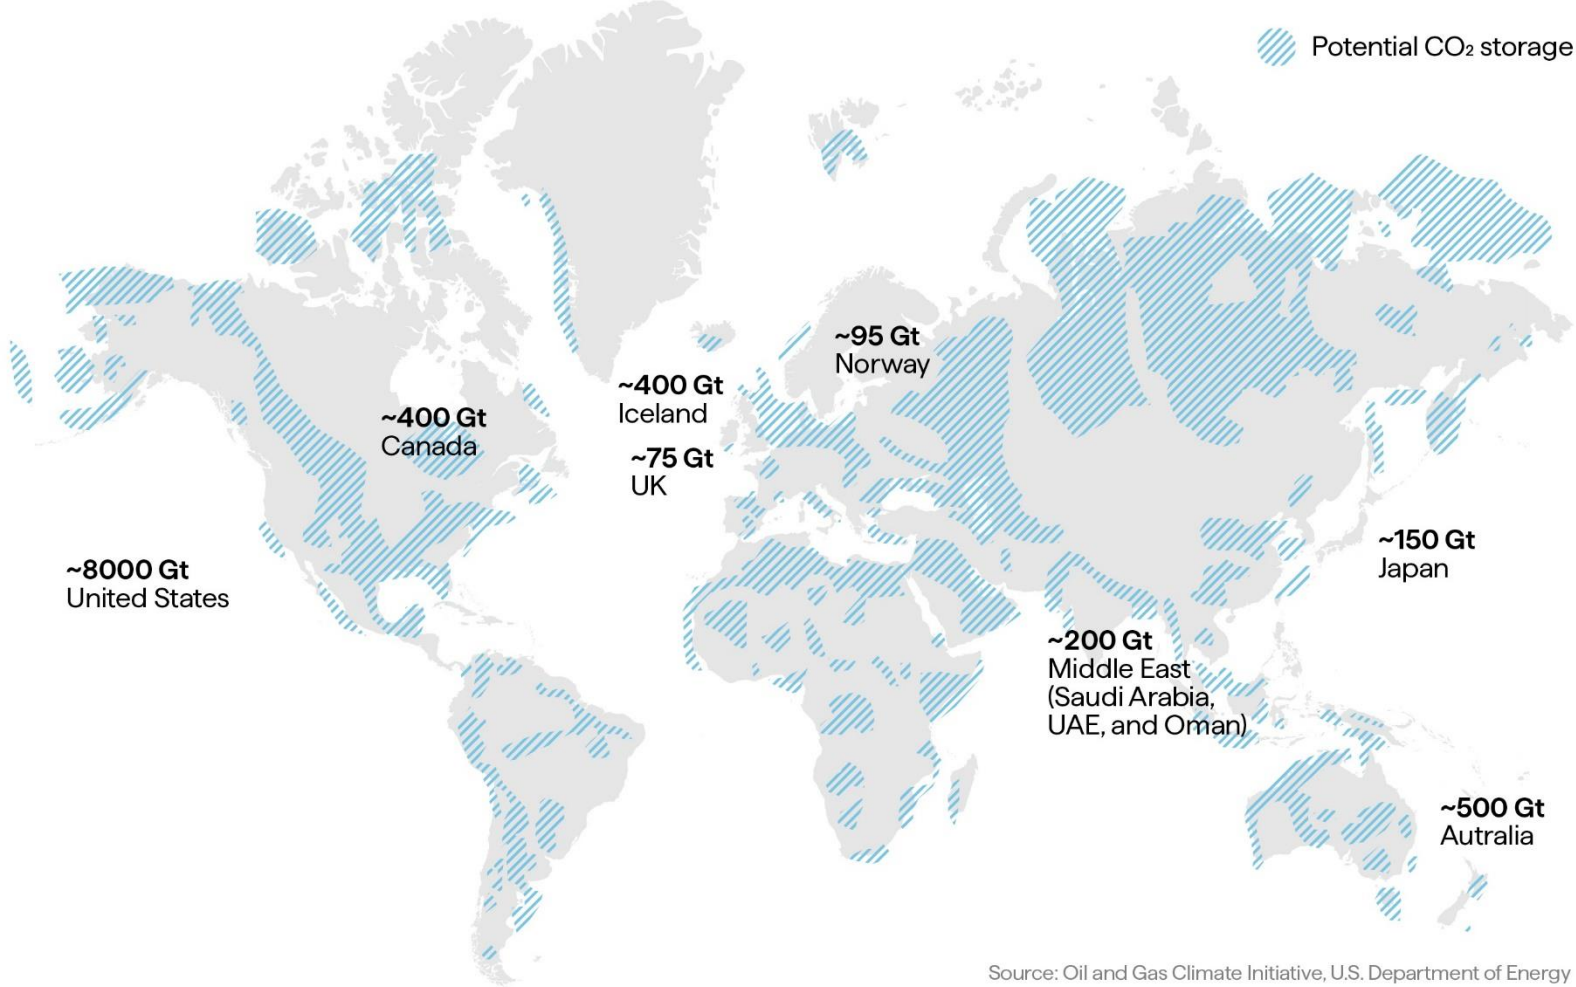 Potential CO₂ storage
~95 Gt
Norway
~400 Gt
Iceland
~400 Gt
Canada
~75 Gt
UK
~8000 Gt
United States
~150 Gt
Japan
~200 Gt
Middle East
(Saudi Arabia,
UAE, and Oman)
~500 Gt
Autralia
Source: Oil and Gas Climate Initiative, U.S. Department of Energy